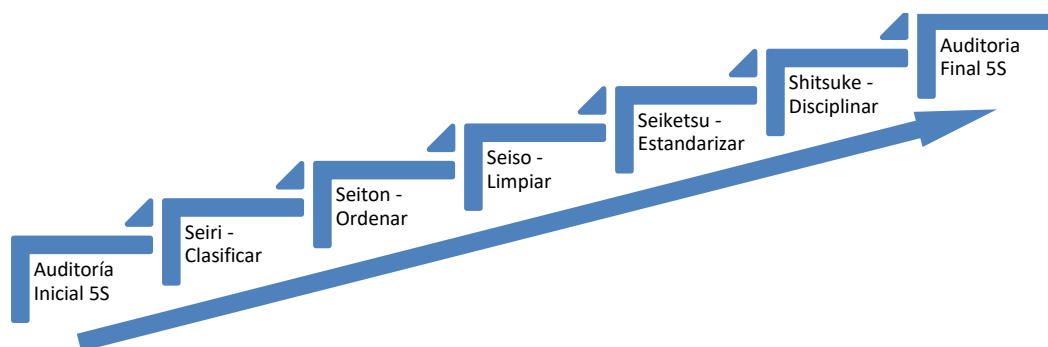 Auditoría
Inicial 5S
Seiri -
Clasificar
Seiton -
Ordenar
Seiso -
Limpiar
Seiketsu -
Estandarizar
Shitsuke -
Disciplinar
Auditoria
Final 5S